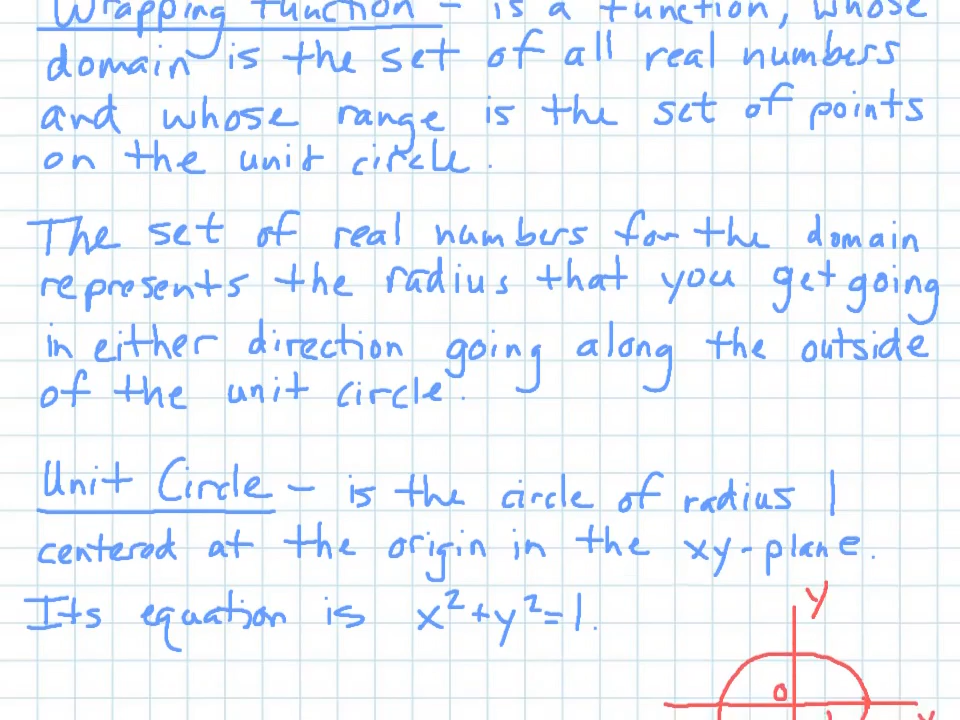 Wrapping function - is a function, whose
domain is the set of all real numbers
and whose range is the set of points
on the unit circle.
The set of real numbers for the domain
represents the radius that you get going
in either direction going along the outside
of the unit circle.
Unit Circle - is the circle of radius 1
centered at the origin in the xy-plane.
Its equation is x²+y²=1.
y
0
x